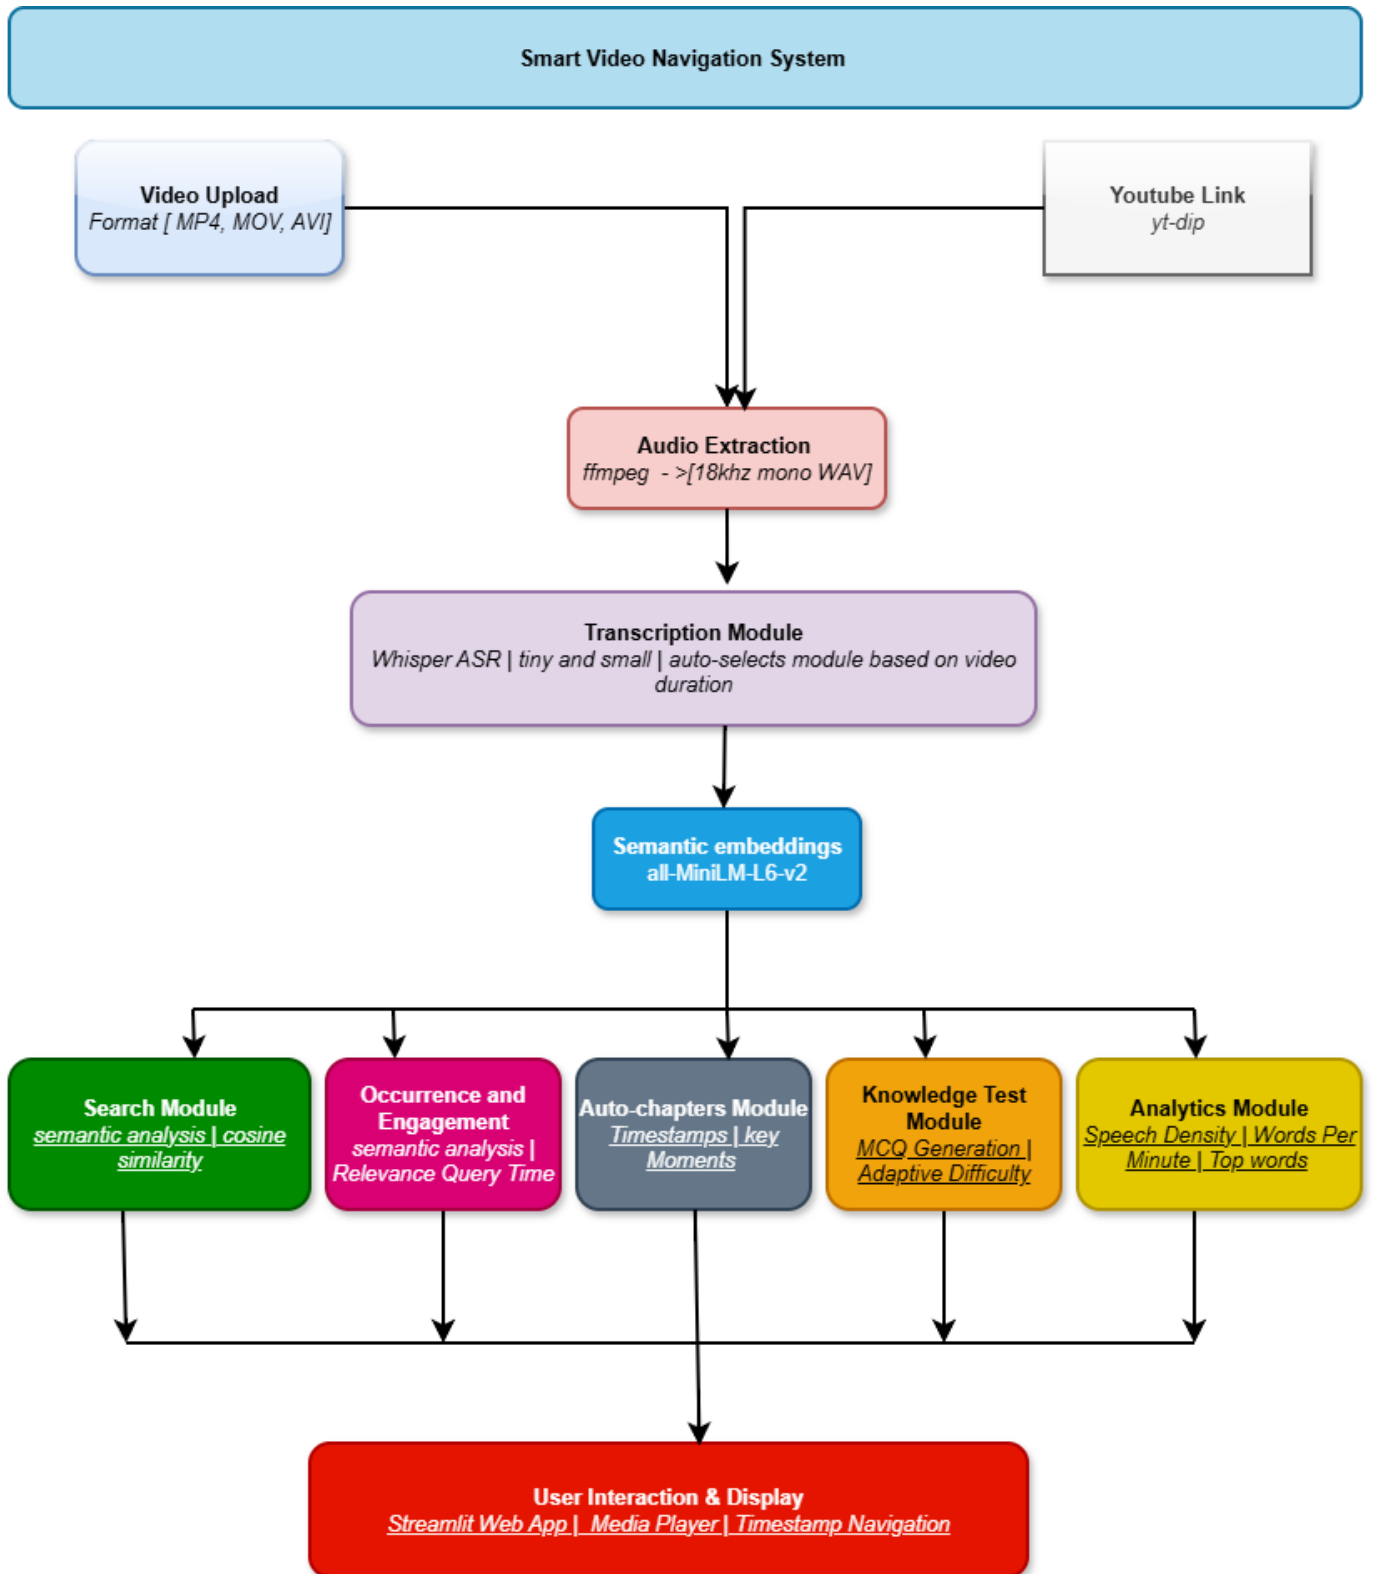 Smart Video Navigation System
Video Upload
Format [ MP4, MOV, AVI]
Youtube Link
yt-dip
Audio Extraction
ffmpeg - >[18khz mono WAV]
Transcription Module
Whisper ASR | tiny and small | auto-selects module based on video
duration
Semantic embeddings
all-MiniLM-L6-v2
Search Module
semantic analysis | cosine
similarity
Occurrence and
Engagement
semantic analysis |
Relevance Query Time
Auto-chapters Module
Timestamps | key
Moments
Knowledge Test
Module
MCQ Generation |
Adaptive Difficulty
Analytics Module
Speech Density | Words Per
Minute | Top words
User Interaction & Display
Streamlit Web App | Media Player | Timestamp Navigation